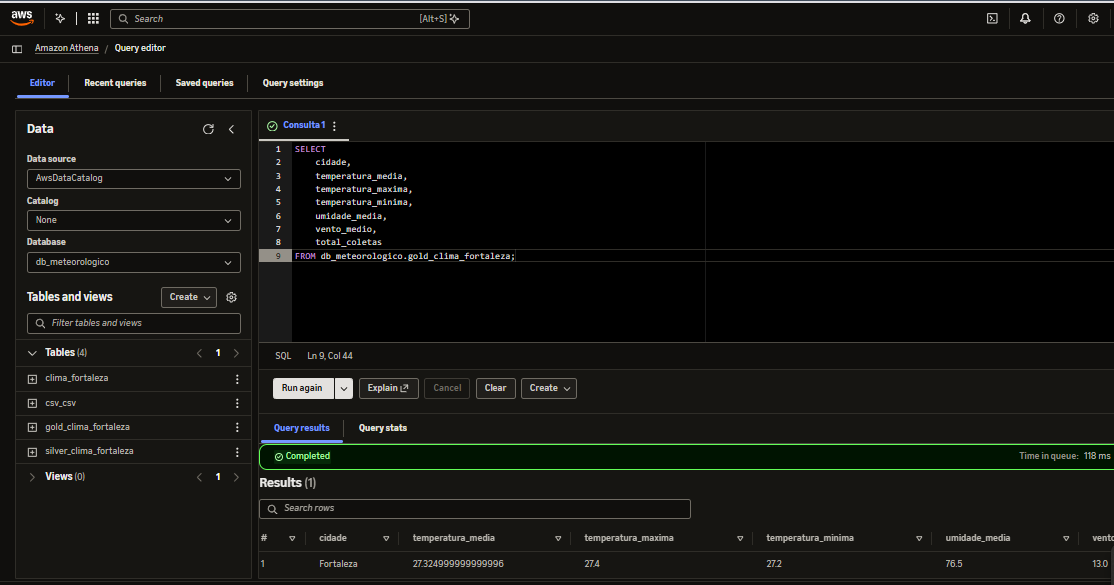 aws
Search [Alt+S]
Amazon Athena / Query editor
Editor Recent queries Saved queries Query settings
Data
Data source
AwsDataCatalog
Catalog
None
Database
db_meteorologico
Tables and views Create
Filter tables and views
Tables (4) 1
clima_fortaleza
csv_csv
gold_clima_fortaleza
silver_clima_fortaleza
Views (0) 1
Consulta 1
1 SELECT
2 cidade,
3 temperatura_media,
4 temperatura_maxima,
5 temperatura_minima,
6 umidade_media,
7 vento_medio,
8 total_coletas
9 FROM db_meteorologico.gold_clima_fortaleza;
SQL Ln 9, Col 44
Run again Explain Cancel Clear Create
Query results Query stats
Completed Time in queue: 118 ms
Results (1)
Search rows
# cidade temperatura_media temperatura_maxima temperatura_minima umidade_media vento
1 Fortaleza 27.324999999999996 27.4 27.2 76.5 13.0